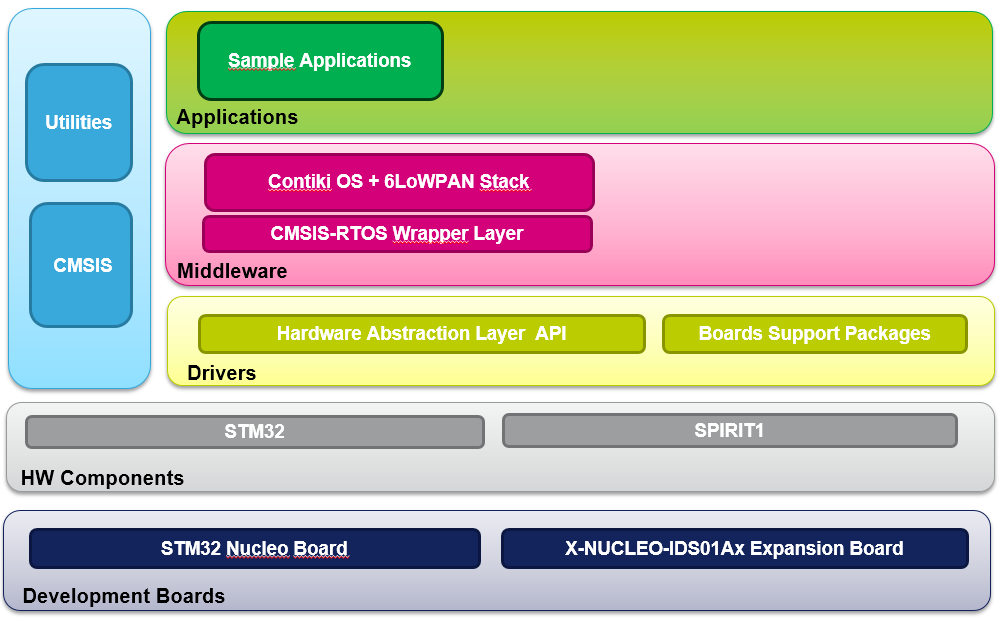 Utilities
CMSIS
Sample Applications
Applications
Contiki OS + 6LoWPAN Stack
CMSIS-RTOS Wrapper Layer
Middleware
Hardware Abstraction Layer  API
Boards Support Packages
Drivers
STM32
SPIRIT1
HW Components
STM32 Nucleo Board
X-NUCLEO-IDS01Ax Expansion Board
Development Boards